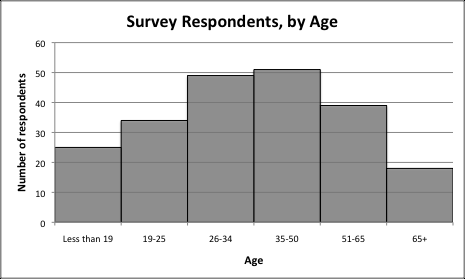 Survey Respondents, by Age
Number of respondents
60
50
40
30
20
10
0
Less than 19 19-25 26-34 35-50 51-65 65+
Age